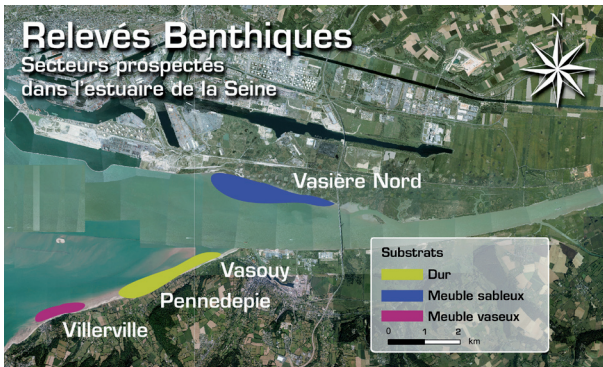 Relevés Benthiques
Secteurs prospectés
dans l'estuaire de la Seine
N
Vasière Nord
Vasouy
Pennedepie
Villerville
Substrats
Dur
Meuble sableux
Meuble vaseux
0 1 2
km